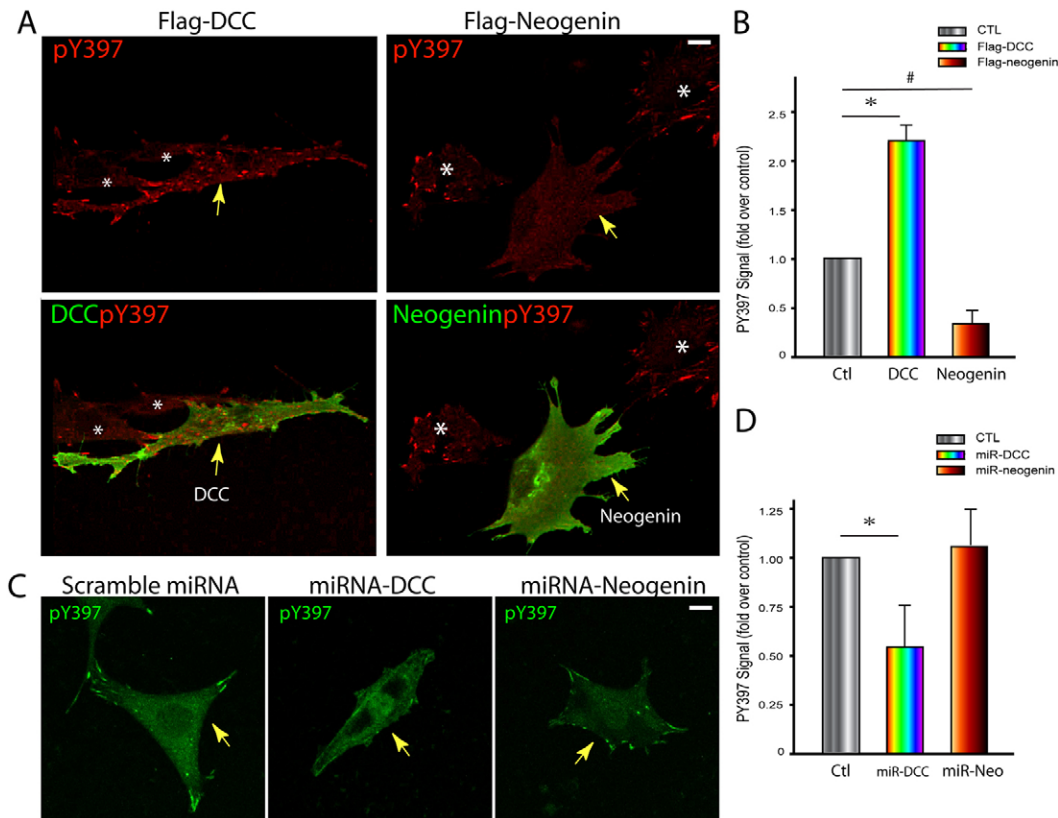 A
Flag-DCC
Flag-Neogenin
pY397
pY397
*
*
*
*
DCCpY397
NeogeninpY397
*
*
*
*
DCC
Neogenin
B
CTL
Flag-DCC
Flag-neogenin
#
*
PY397 Signal (fold over control)
2.5
2.0
1.0
0.5
0
Ctl
DCC
Neogenin
C
Scramble miRNA
miRNA-DCC
miRNA-Neogenin
pY397
pY397
pY397
D
CTL
miR-DCC
miR-neogenin
*
PY397 Signal (fold over control)
1.25
1.00
0.75
0.50
0.25
0
Ctl
miR-DCC
miR-Neo